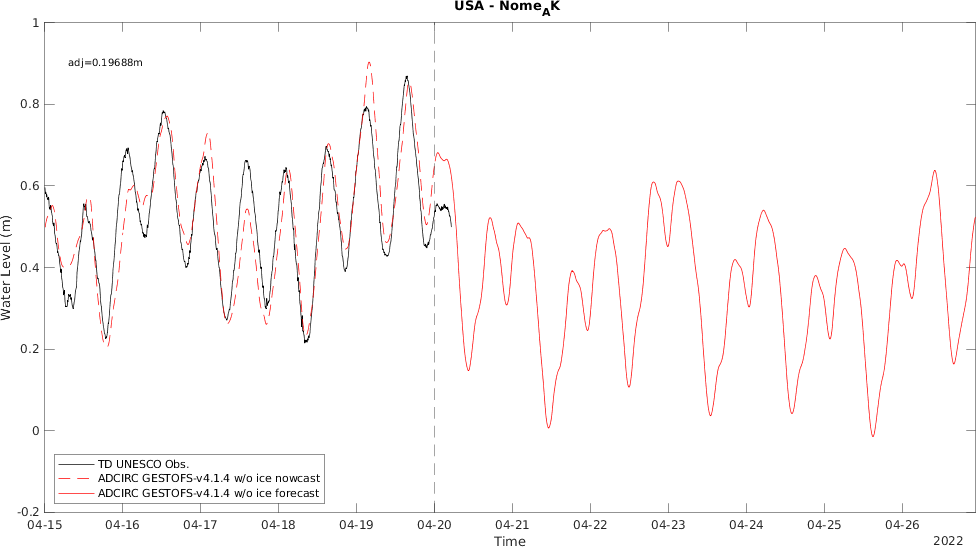 USA - Nome_AK
1
adj=0.19688m
0.8
0.6
0.4
0.2
0
-0.2
Water Level (m)
TD UNESCO Obs.
ADCIRC GESTOFS-v4.1.4 w/o ice nowcast
ADCIRC GESTOFS-v4.1.4 w/o ice forecast
04-15 04-16 04-17 04-18 04-19 04-20 04-21 04-22 04-23 04-24 04-25 04-26
Time
2022